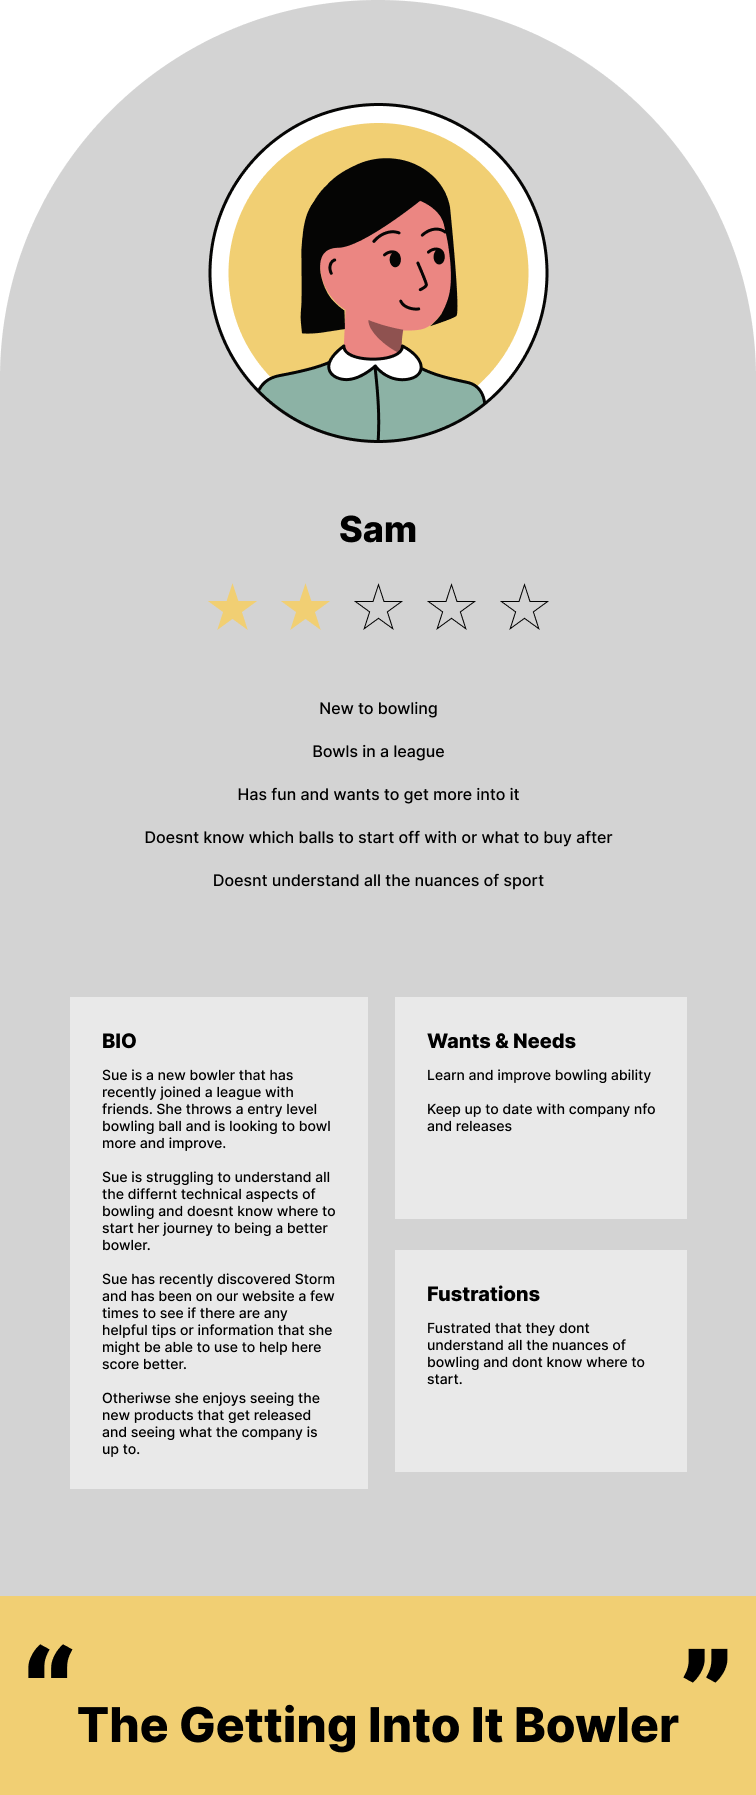 Sam
New to bowling
Bowls in a league
Has fun and wants to get more into it
Doesnt know which balls to start off with or what to buy after
Doesnt understand all the nuances of sport
BIO
Sue is a new bowler that has
recently joined a league with
friends. She throws a entry level
bowling ball and is looking to bowl
more and improve.
Sue is struggling to understand all
the differnt technical aspects of
bowling and doesnt know where to
start her journey to being a better
bowler.
Sue has recently discovered Storm
and has been on our website a few
times to see if there are any
helpful tips or information that she
might be able to use to help here
score better.
Otheriwse she enjoys seeing the
new products that get released
and seeing what the company is
up to.
Wants & Needs
Learn and improve bowling ability
Keep up to date with company nfo
and releases
Fustrations
Fustrated that they dont
understand all the nuances of
bowling and dont know where to
start.
“The Getting Into It Bowler”